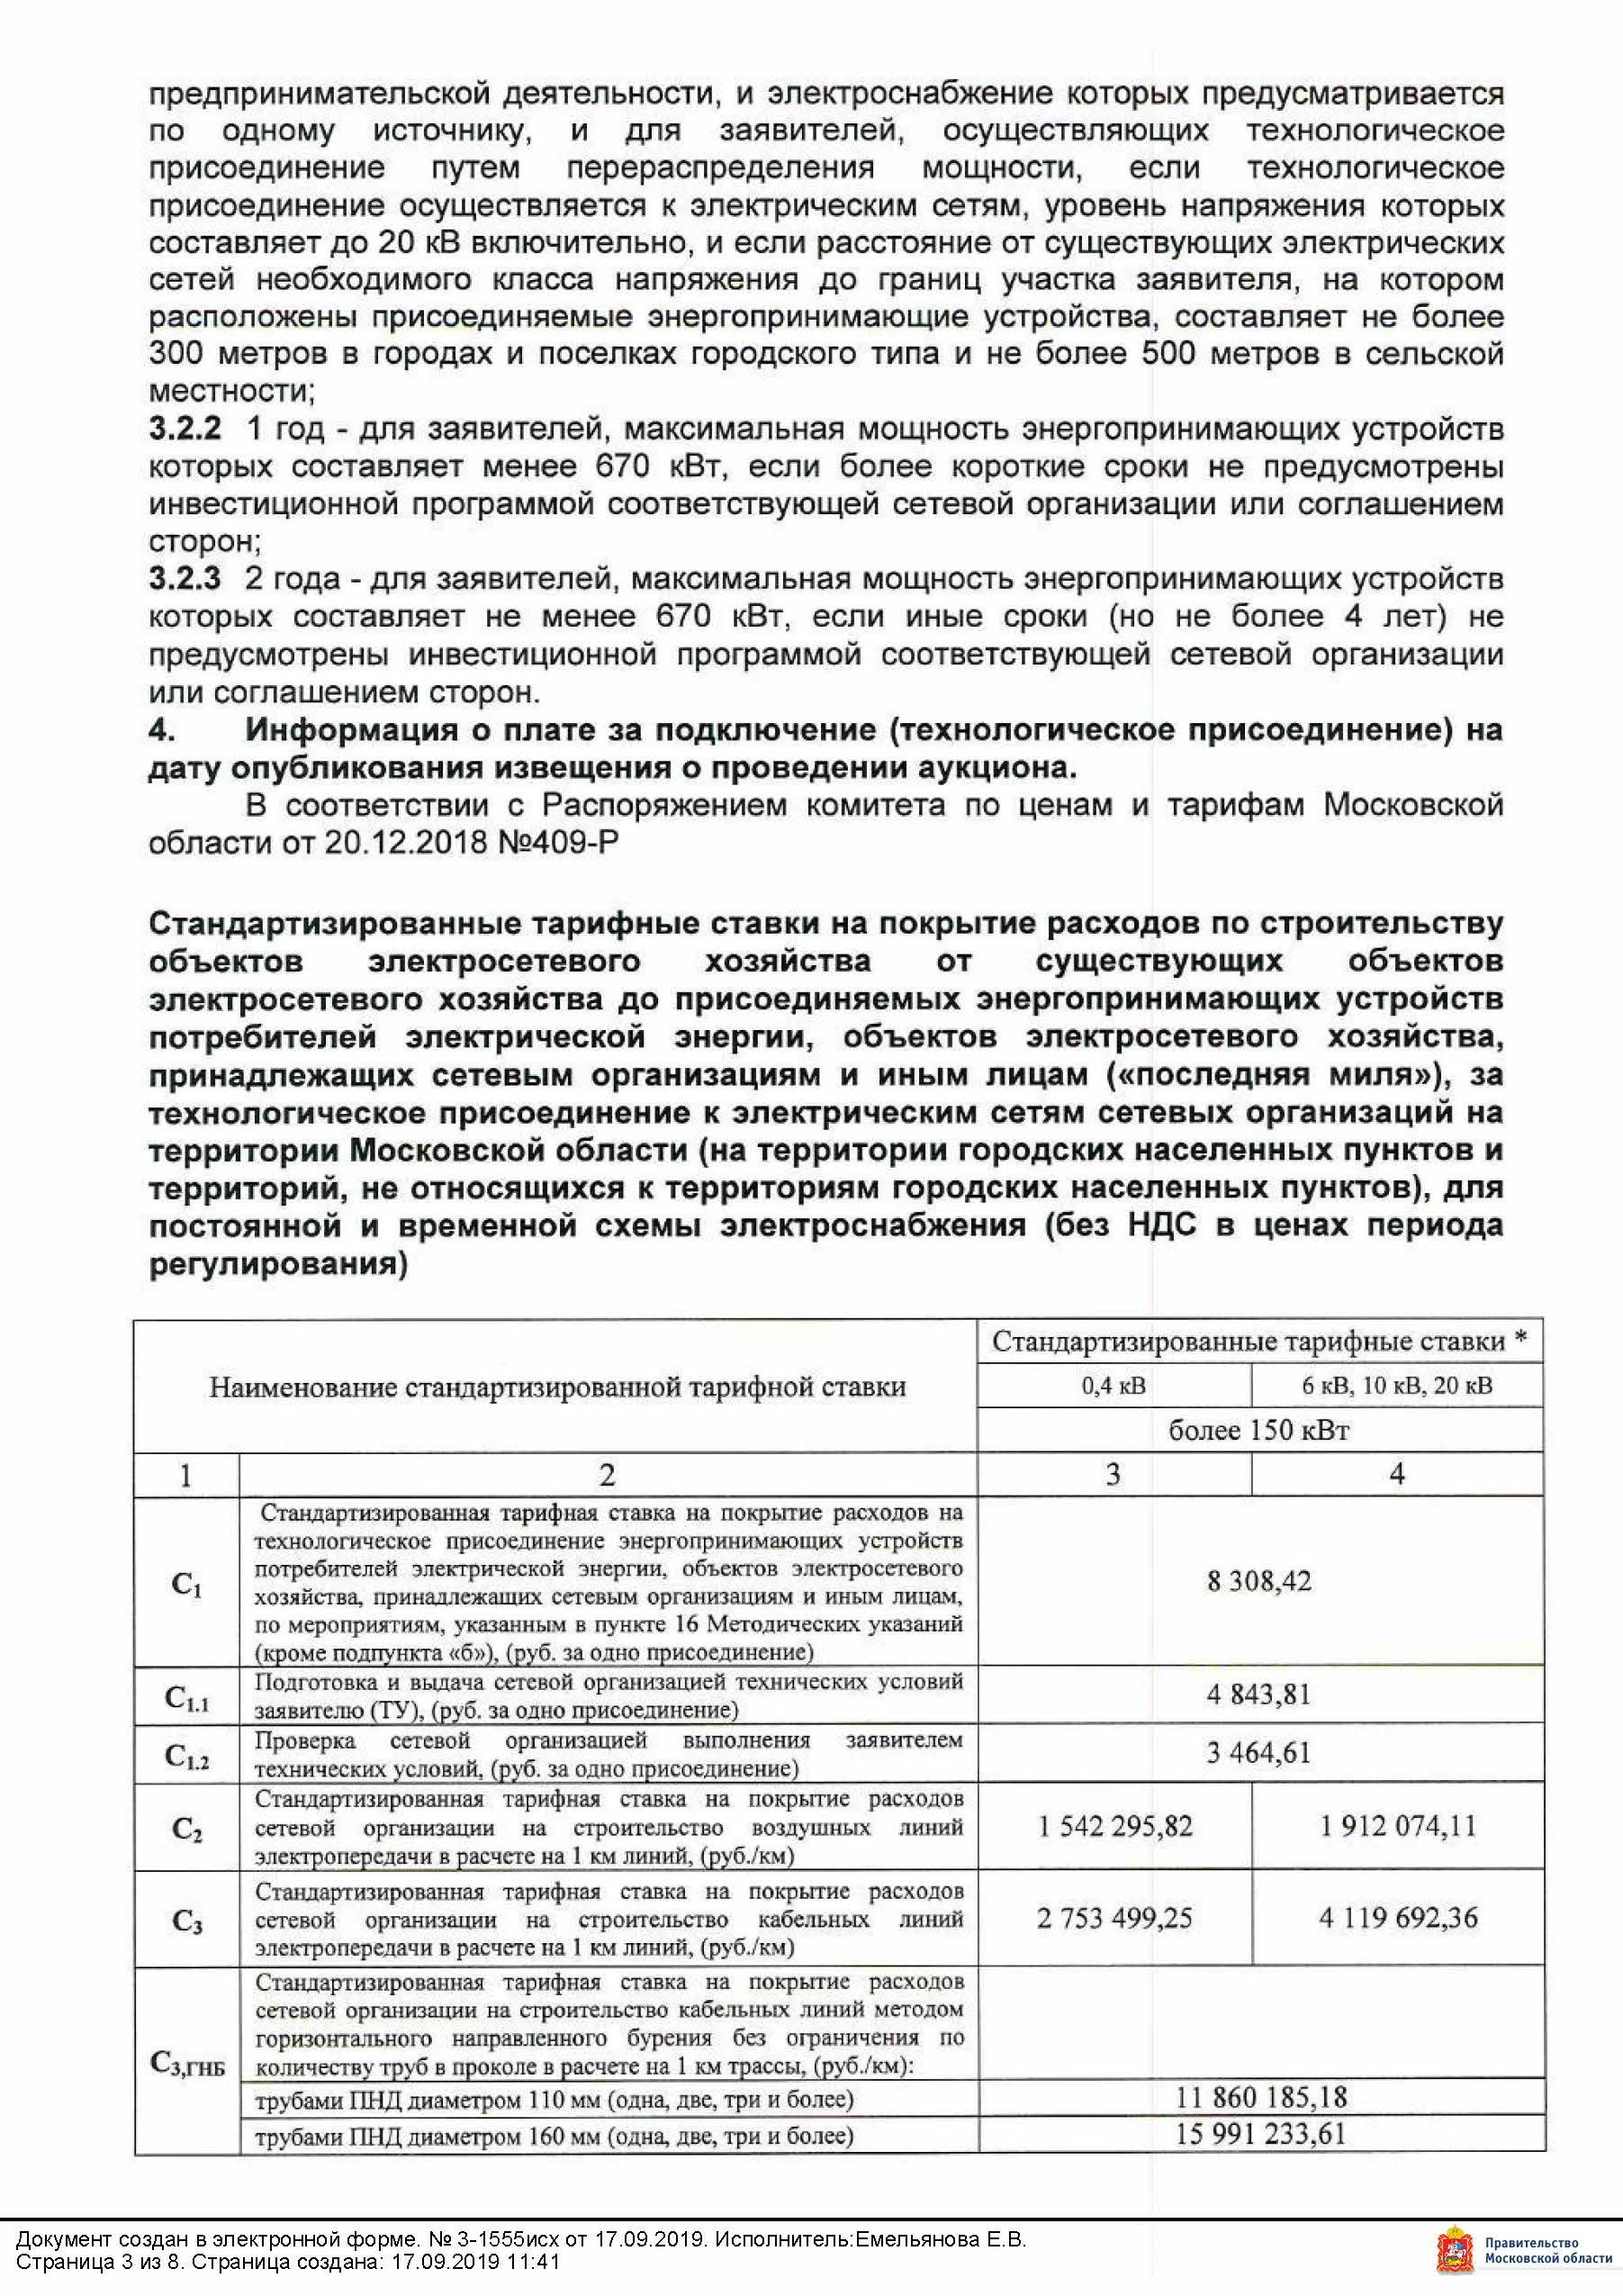 предпринимательской деятельности, и электроснабжение которых предусматривается
по одному источнику, и для заявителей, осуществляющих технологическое
присоединение путем перераспределения мощности, если технологическое
присоединение осуществляется к электрическим сетям, уровень напряжения которых
составляет до 20 кВ включительно, и если расстояние от существующих электрических
сетей необходимого класса напряжения до границ участка заявителя, на котором
расположены присоединяемые энергопринимающие устройства, составляет не более
300 метров в городах и поселках городского типа и не более 500 метров в сельской
местности;
3.2.2 1 год - для заявителей, максимальная мощность энергопринимающих устройств
которых составляет менее 670 кВт, если более короткие сроки не предусмотрены
инвестиционной программой соответствующей сетевой организации или соглашением
сторон;
3.2.3 2 года - для заявителей, максимальная мощность энергопринимающих устройств
которых составляет не менее 670 кВт, если иные сроки (но не более 4 лет) не
предусмотрены инвестиционной программой соответствующей сетевой организации
или соглашением сторон.
4. Информация о плате за подключение (технологическое присоединение) на
дату опубликования извещения о проведении аукциона.
В соответствии с Распоряжением комитета по ценам и тарифам Московской
области от 20.12.2018 №409-Р
Стандартизированные тарифные ставки на покрытие расходов по строительству
объектов электросетевого хозяйства от существующих объектов
электросетевого хозяйства до присоединяемых энергопринимающих устройств
потребителей электрической энергии, объектов электросетевого хозяйства,
принадлежащих сетевым организациям и иным лицам («последняя миля»), за
технологическое присоединение к электрическим сетям сетевых организаций на
территории Московской области (на территории городских населенных пунктов и
территорий, не относящихся к территориям городских населенных пунктов), для
постоянной и временной схемы электроснабжения (без НДС в ценах периода
регулирования)
Наименование стандартизированной тарифной ставки
Стандартизированные тарифные ставки *
0,4 кВ 6 кВ, 10 кВ, 20 кВ
более 150 кВт
1 2 3 4
С1
Стандартизированная тарифная ставка на покрытие расходов на
технологическое присоединение энергопринимающих устройств
потребителей электрической энергии, объектов электросетевого
хозяйства, принадлежащих сетевым организациям и иным лицам,
по мероприятиям, указанным в пункте 16 Методических указаний
(кроме подпункта «б»), (руб. за одно присоединение)
8 308,42
С1.1
Подготовка и выдача сетевой организацией технических условий
заявителю (ТУ), (руб. за одно присоединение)
4 843,81
С1.2
Проверка сетевой организацией выполнения заявителем
технических условий, (руб. за одно присоединение)
3 464,61
С2
Стандартизированная тарифная ставка на покрытие расходов
сетевой организации на строительство воздушных линий
электропередачи в расчете на 1 км линий, (руб./км)
1 542 295,82 1 912 074,11
С3
Стандартизированная тарифная ставка на покрытие расходов
сетевой организации на строительство кабельных линий
электропередачи в расчете на 1 км линий, (руб./км)
2 753 499,25 4 119 692,36
С3,ГНБ
Стандартизированная тарифная ставка на покрытие расходов
сетевой организации на строительство кабельных линий методом
горизонтального направленного бурения без ограничения по
количеству труб в проколе в расчете на 1 км трассы, (руб./км):
трубами ПНД диаметром 110 мм (одна, две, три и более) 11 860 185,18
трубами ПНД диаметром 160 мм (одна, две, три и более) 15 991 233,61
Документ создан в электронной форме. № 3-1555исх от 17.09.2019. Исполнитель:Емельянова Е.В.
Страница 3 из 8. Страница создана: 17.09.2019 11:41
Правительство
Московской области